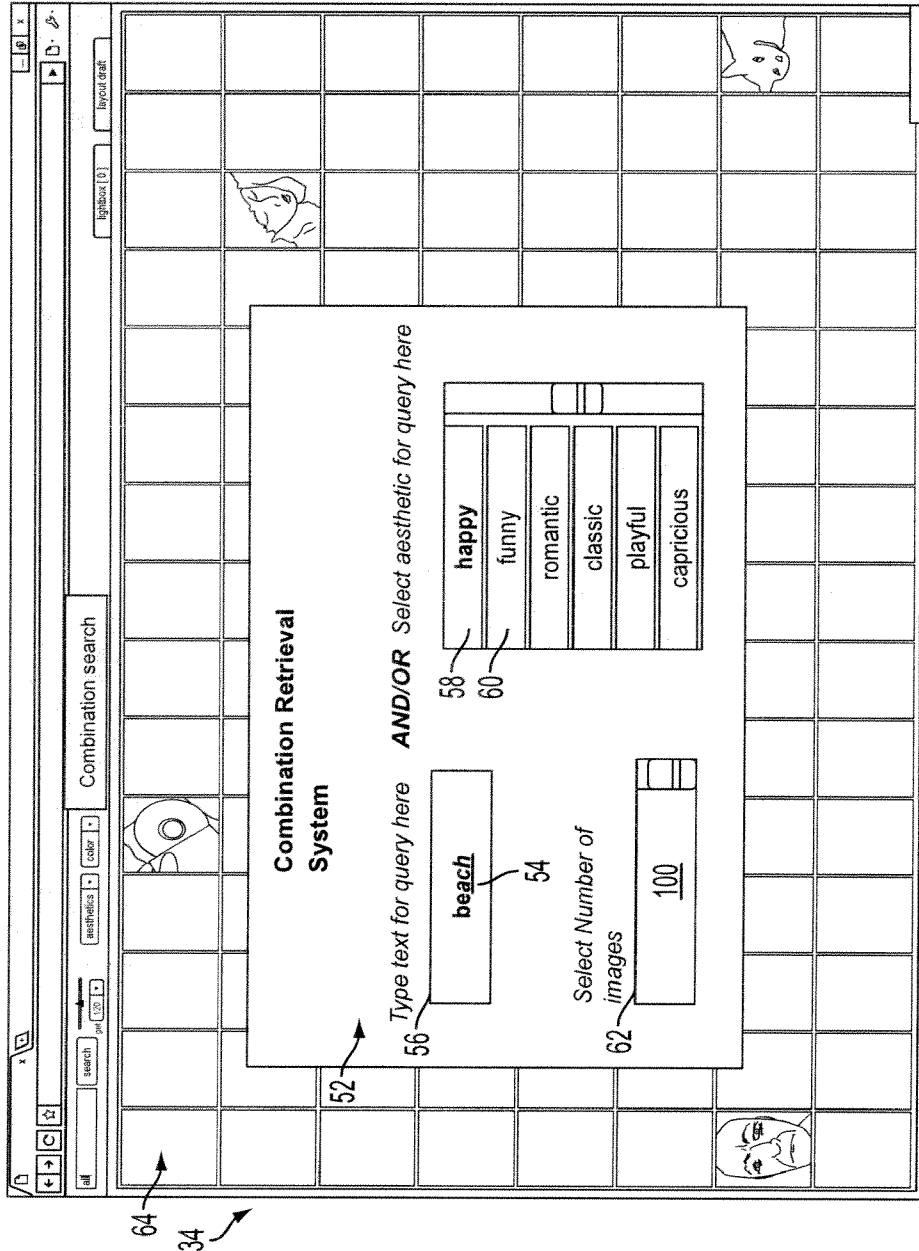 all
search
get 120
aesthetics
color
Combination search
lightbox [ 0 ]
layout draft
64
34
52
Combination Retrieval
System
Type text for query here AND/OR Select aesthetic for query here
56
beach
54
58
happy
60
funny
romantic
classic
playful
capricious
Select Number of
images
62
100